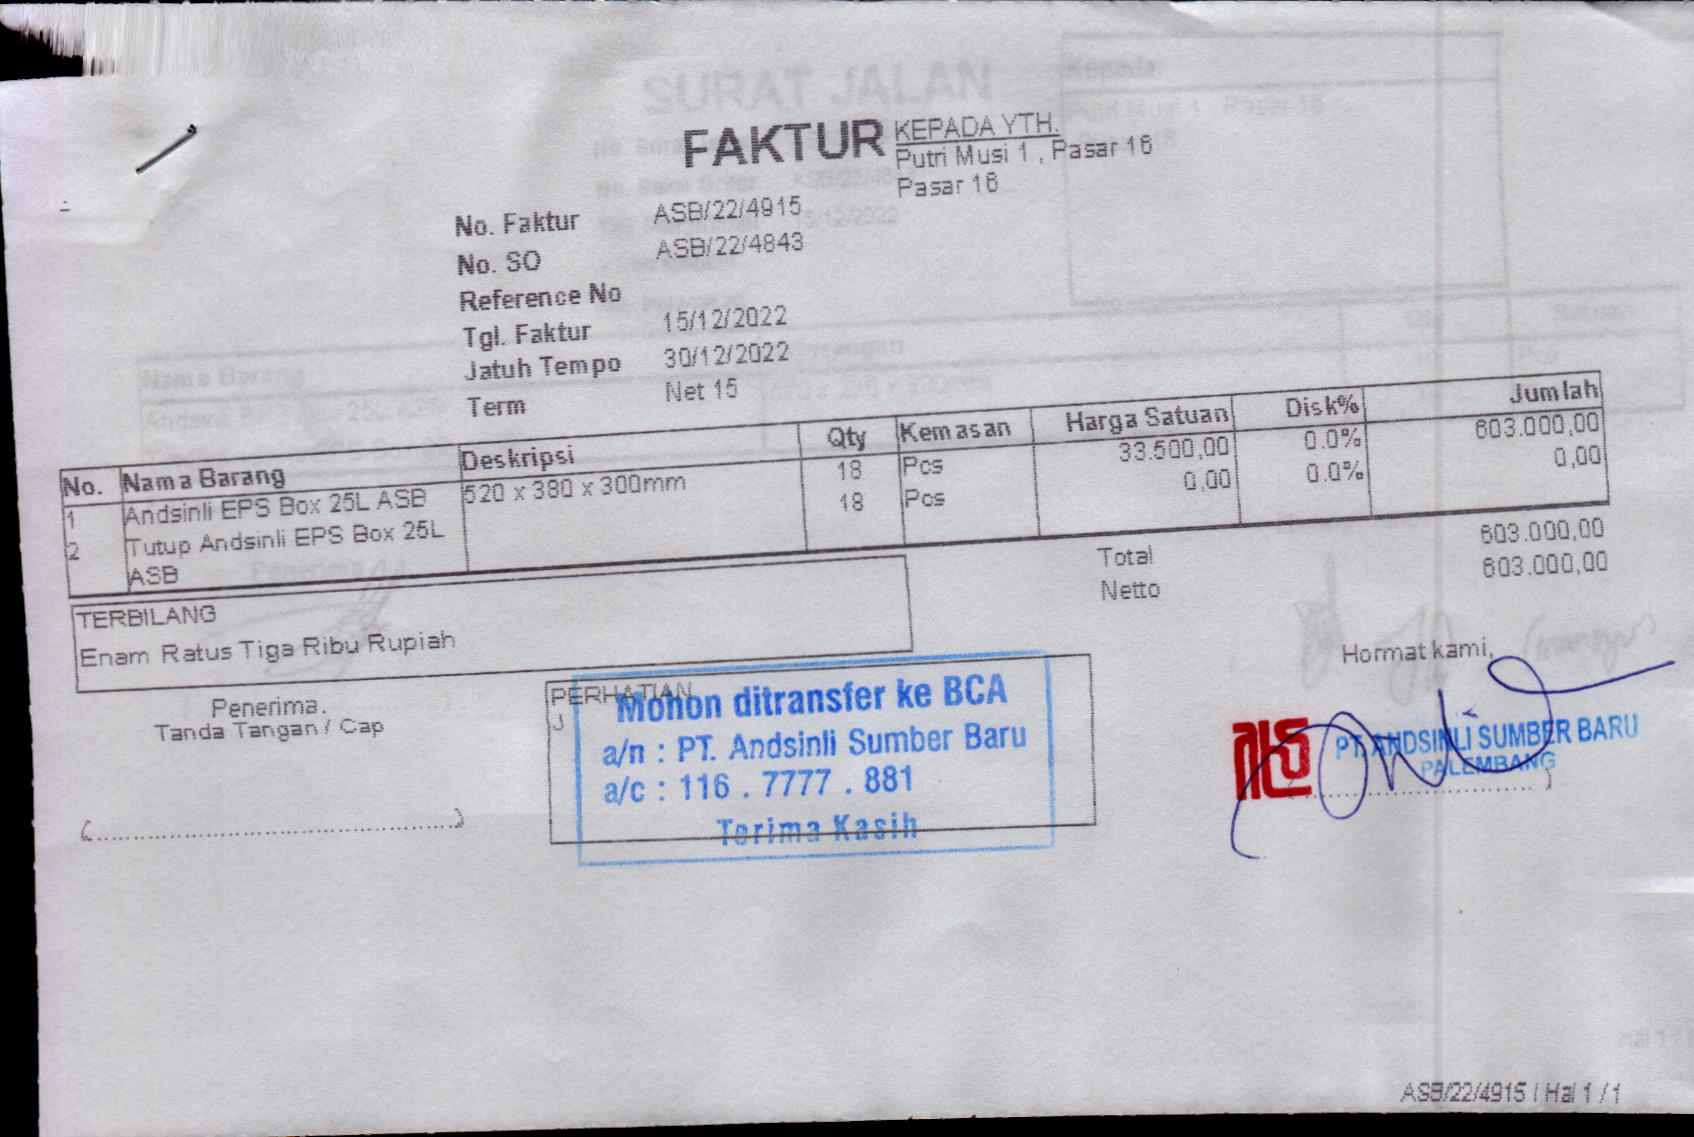 FAKTUR
KEPADA YTH.
Putri Musi 1 , Pasar 16
Pasar 16
No. Faktur ASB/22/4915
No. SO ASB/22/4843
Reference No
Tgl. Faktur 15/12/2022
Jatuh Tempo 30/12/2022
Term Net 15
No. Nama Barang Deskripsi Qty Kemasan Harga Satuan Disk% Jumlah
1 Andsinli EPS Box 25L ASB 520 x 380 x 300mm 18 Pcs 33.500,00 0.0% 603.000,00
2 Tutup Andsinli EPS Box 25L 18 Pcs 0,00 0.0% 0,00
ASB
Total 603.000,00
Netto 603.000,00
TERBILANG
Enam Ratus Tiga Ribu Rupiah
Penerima.
Tanda Tangan / Cap
(..........................................................)
PERHATIAN
Mohon ditransfer ke BCA
a/n : PT. Andsinli Sumber Baru
a/c : 116 . 7777 . 881
Terima Kasih
Hormat kami,
PT. ANDSINLI SUMBER BARU
PALEMBANG
SURAT JALAN
Kepada
Nama Barang
Penerima
ASB/22/4915 | Hal 1 / 1